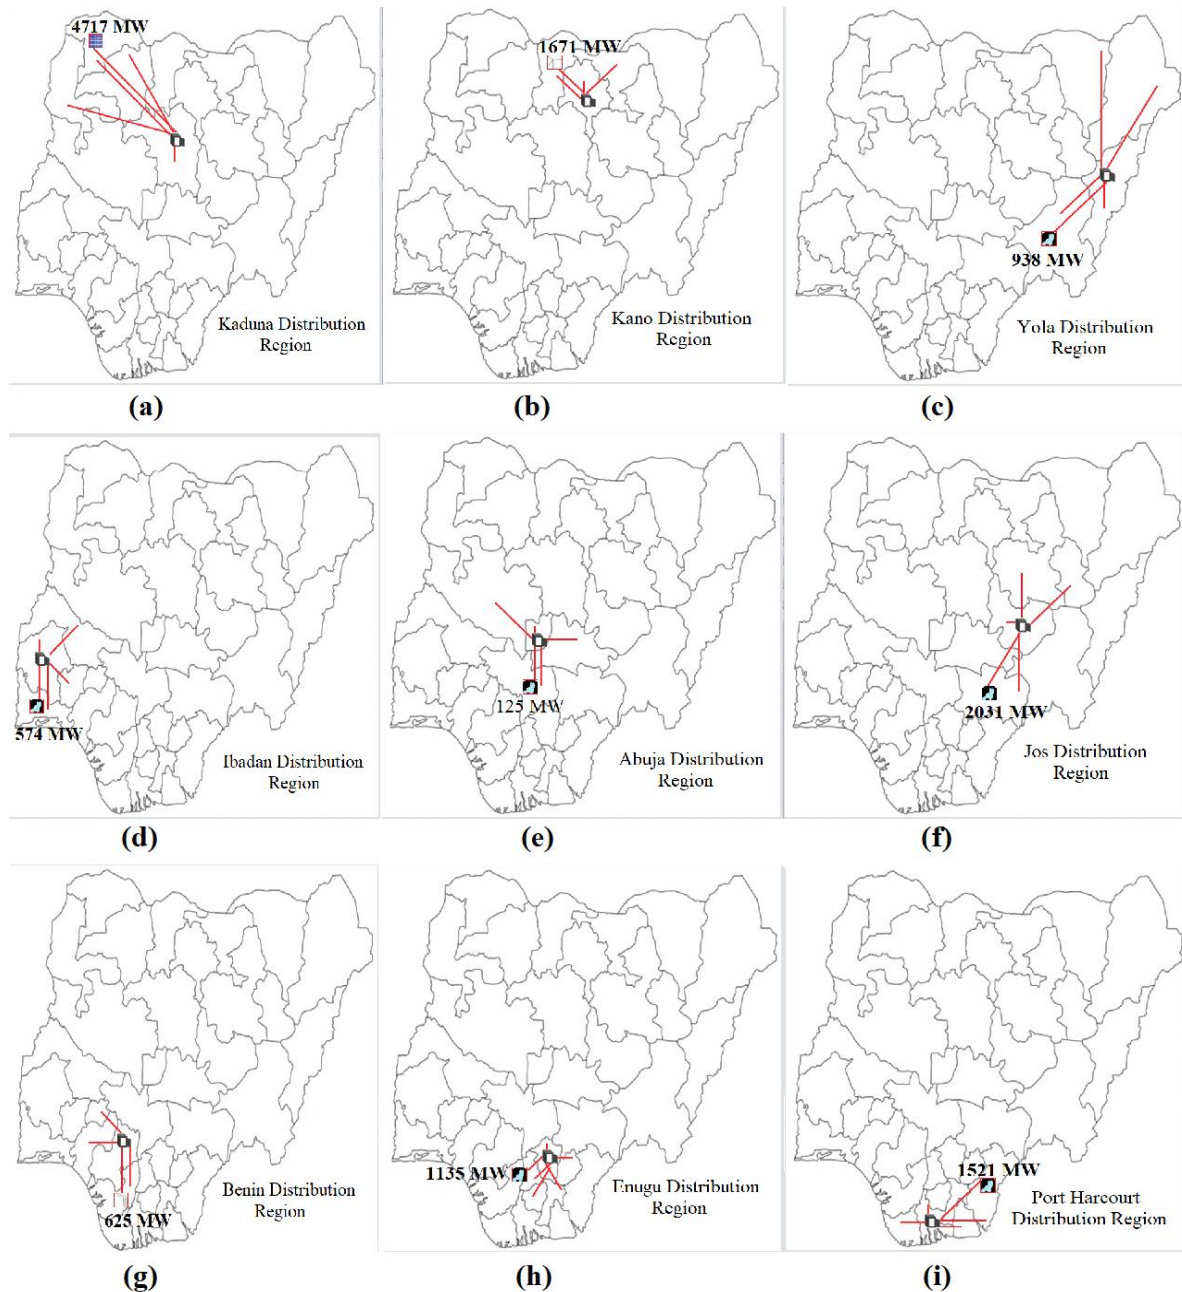 4717 MW
Kaduna Distribution
Region
(a)
1671 MW
Kano Distribution
Region
(b)
938 MW
Yola Distribution
Region
(c)
574 MW
Ibadan Distribution
Region
(d)
125 MW
Abuja Distribution
Region
(e)
2031 MW
Jos Distribution
Region
(f)
625 MW
Benin Distribution
Region
(g)
1135 MW
Enugu Distribution
Region
(h)
1521 MW
Port Harcourt
Distribution Region
(i)